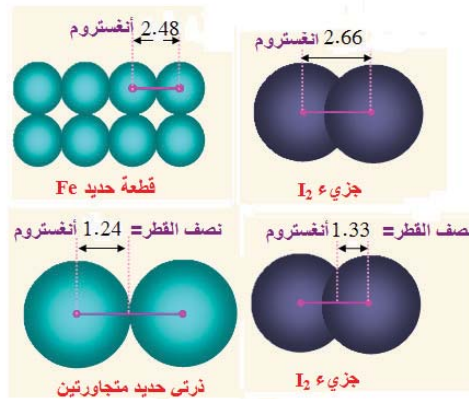 2.48 أنغستروم
2.66 انغستروم
قطعة حديد Fe
جزيء I₂
نصف القطر= 1.24 أنغستروم
نصف القطر= 1.33 أنغستروم
ذرتي حديد متجاورتين
جزيء I₂